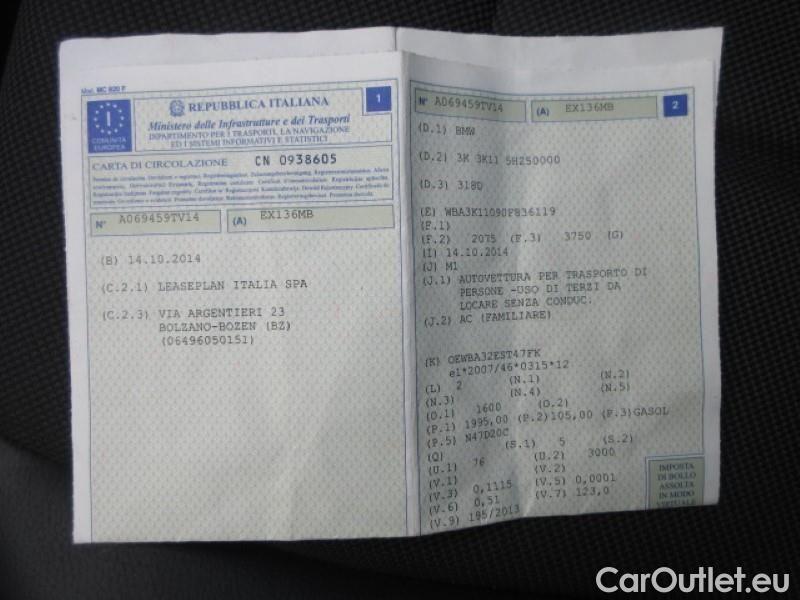 Mod. MC 820 F
I
COMUNITÀ
EUROPEA
REPUBBLICA ITALIANA
1
Ministero delle Infrastrutture e dei Trasporti
DIPARTIMENTO PER I TRASPORTI, LA NAVIGAZIONE
ED I SISTEMI INFORMATIVI E STATISTICI
CARTA DI CIRCOLAZIONE CN 0938605
N° A069459TV14 (A) EX136MB
(B) 14.10.2014
(C.2.1) LEASEPLAN ITALIA SPA
(C.2.3) VIA ARGENTIERI 23
BOLZANO-BOZEN (BZ)
(06496050151)
N° A069459TV14 (A) EX136MB 2
(D.1) BMW
(D.2) 3K 3K11 5HZ50000
(D.3) 318D
(E) WBA3K11090P836119
(F.1)
(F.2) 2075 (F.3) 3750 (G)
(I) 14.10.2014
(J) M1
(J.1) AUTOVETTURA PER TRASPORTO DI
PERSONE -USO DI TERZI DA
LOCARE SENZA CONDUC.
(J.2) AC (FAMILIARE)
(K) OEWBA32EST47FK
e1*2007/46*0315*12
(L) 2 (N.1) (N.2)
(N.3) (N.4) (N.5)
(O.1) 1600 (O.2)
(P.1) 1995,00 (P.2)105,00 (P.3)GASOL
(P.5) N47D20C
(Q) (S.1) 5 (S.2)
(U.1) 76 (U.2) 3000
(V.1) (V.2)
(V.3) 0,1115 (V.5) 0,0001
(V.6) 0,51 (V.7) 123,0
(V.9) 195/2013
IMPOSTA
DI BOLLO
ASSOLTA
IN MODO
VIRTUALE
CarOutlet.eu